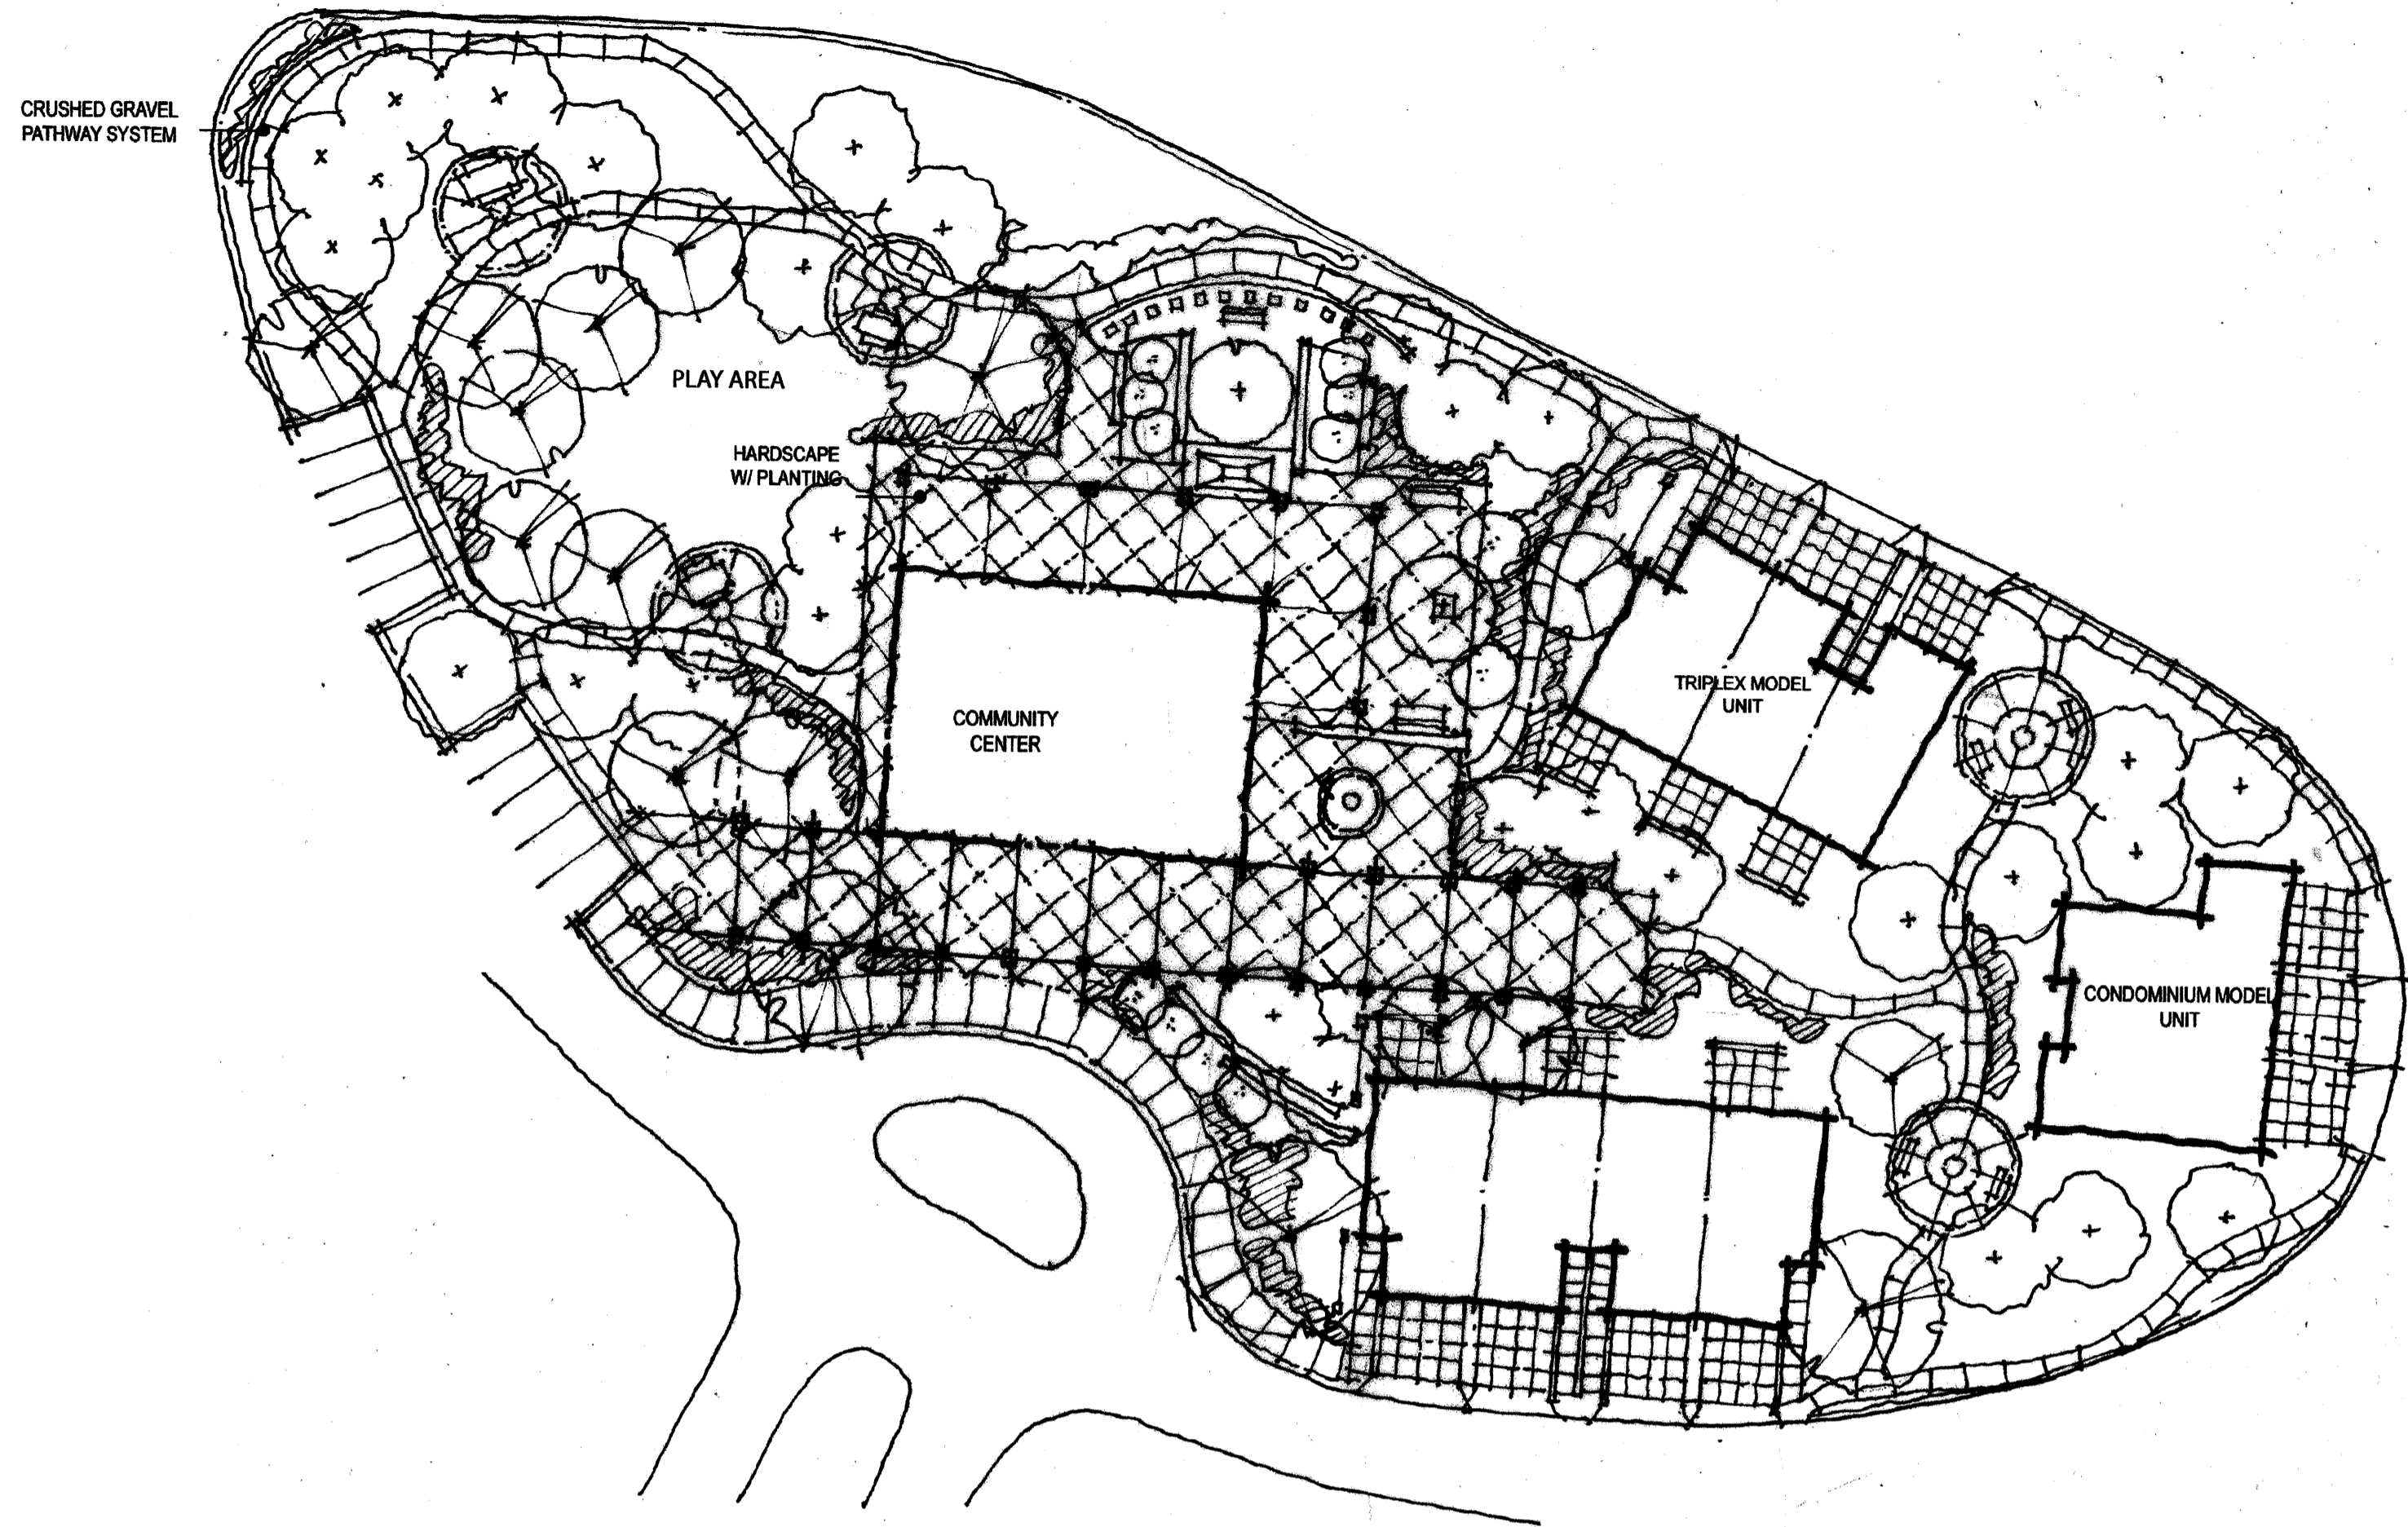 CRUSHED GRAVEL
PATHWAY SYSTEM
PLAY AREA
HARDSCAPE
W/ PLANTING
COMMUNITY
CENTER
TRIPLEX MODEL
UNIT
CONDOMINIUM MODEL
UNIT